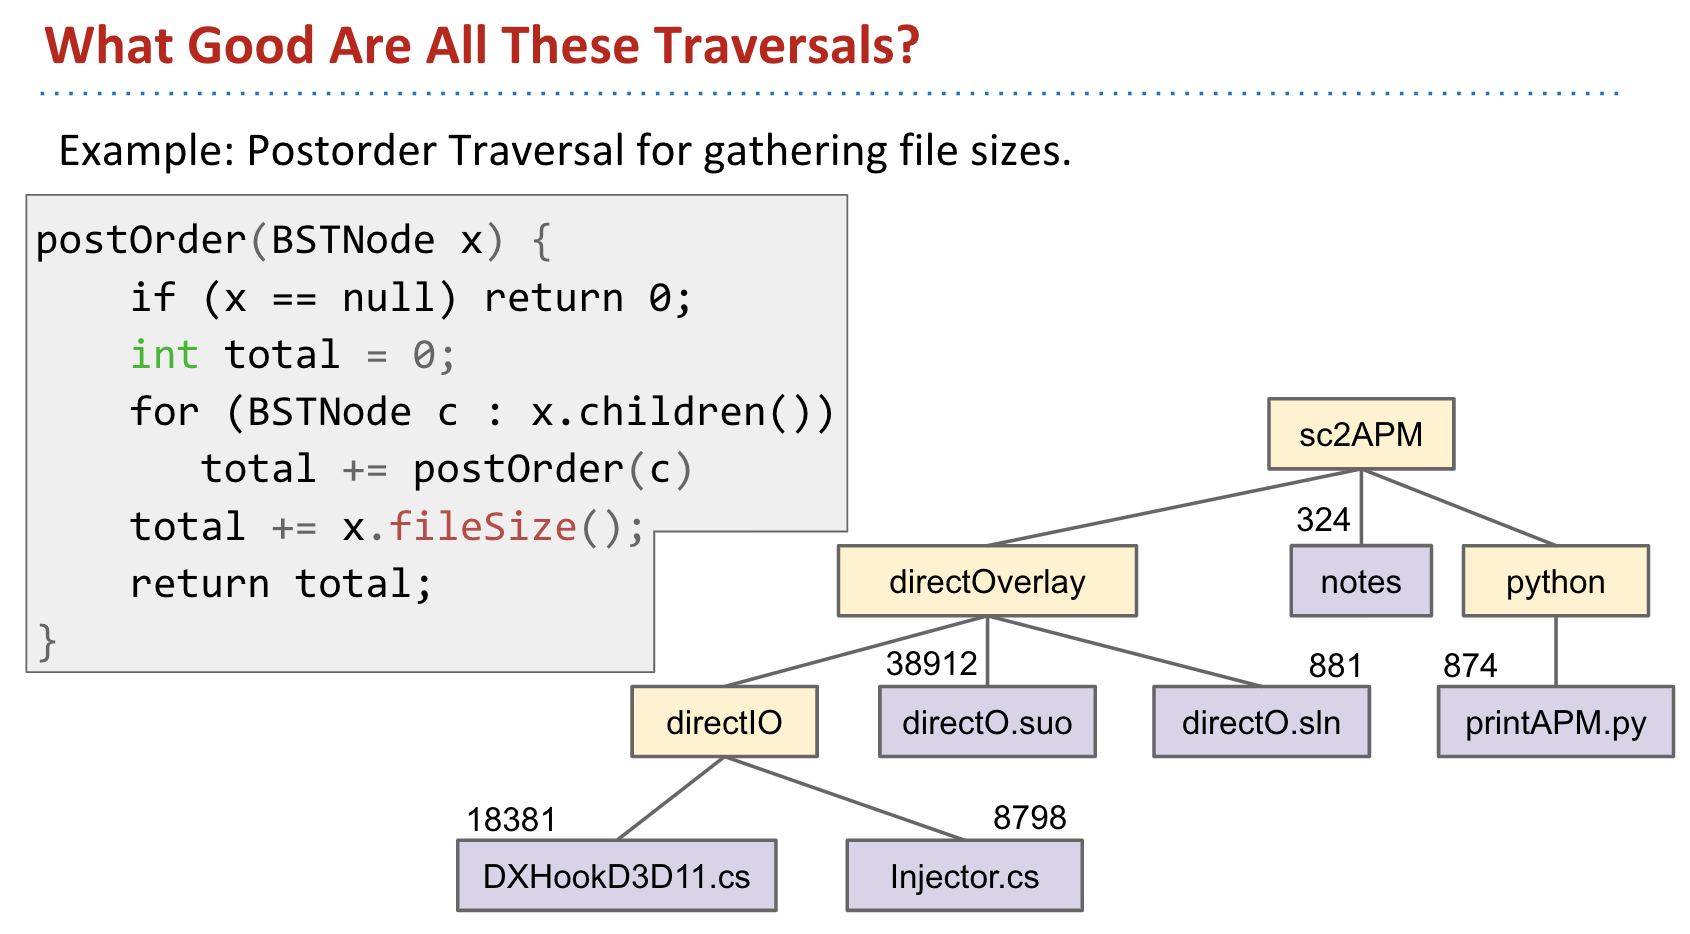 What Good Are All These Traversals?
Example: Postorder Traversal for gathering file sizes.
postOrder(BSTNode x) {
    if (x == null) return 0;
    int total = 0;
    for (BSTNode c : x.children())
       total += postOrder(c)
    total += x.fileSize();
    return total;
}
sc2APM
324
directOverlay
notes
python
38912
881
874
directIO
directO.suo
directO.sln
printAPM.py
18381
8798
DXHookD3D11.cs
Injector.cs